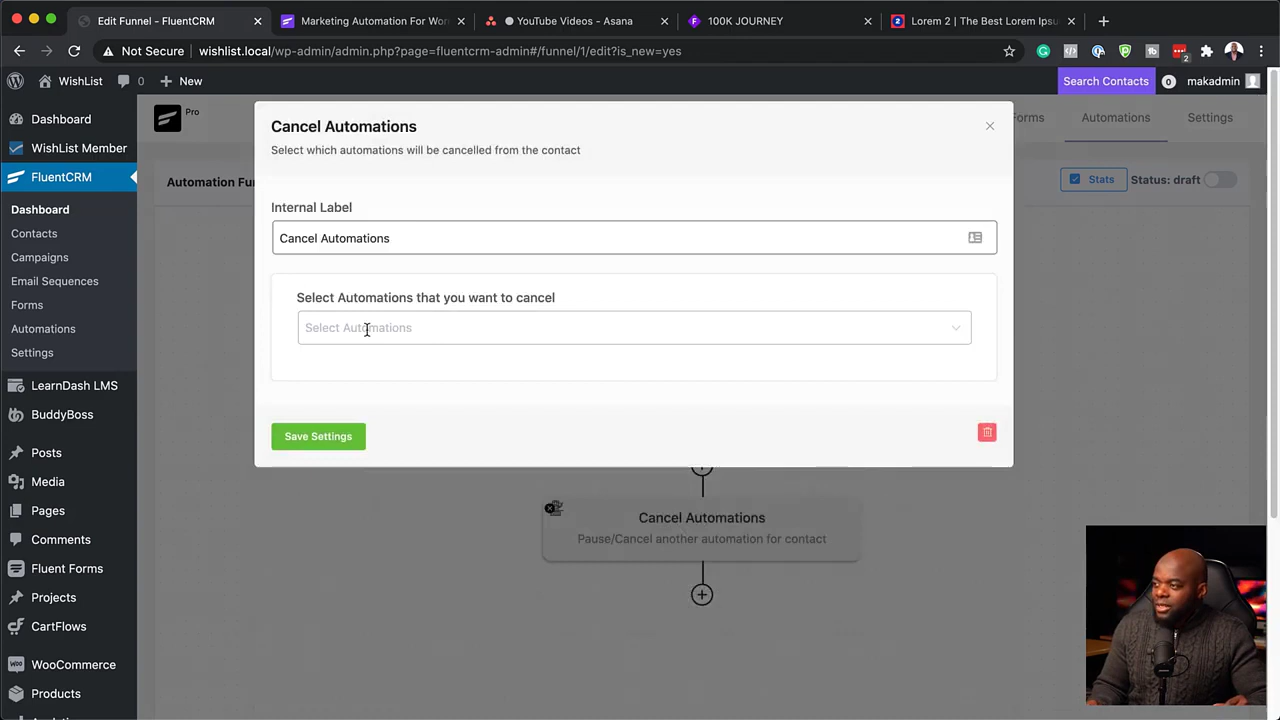 Edit Funnel - FluentCRM
Marketing Automation For Wor
YouTube Videos - Asana
100K JOURNEY
Lorem 2 | The Best Lorem Ipsu
Not Secure
wishlist.local/wp-admin/admin.php?page=fluentcrm-admin#/funnel/1/edit?is_new=yes
2
WishList
0
New
Search Contacts
0
makadmin
Dashboard
WishList Member
FluentCRM
Dashboard
Contacts
Campaigns
Email Sequences
Forms
Automations
Settings
LearnDash LMS
BuddyBoss
Posts
Media
Pages
Comments
Fluent Forms
Projects
CartFlows
WooCommerce
Products
Pro
Forms
Automations
Settings
Automation Fun
Stats
Status: draft
Cancel Automations
Select which automations will be cancelled from the contact
Internal Label
Cancel Automations
Select Automations that you want to cancel
Select Automations
Save Settings
Cancel Automations
Pause/Cancel another automation for contact